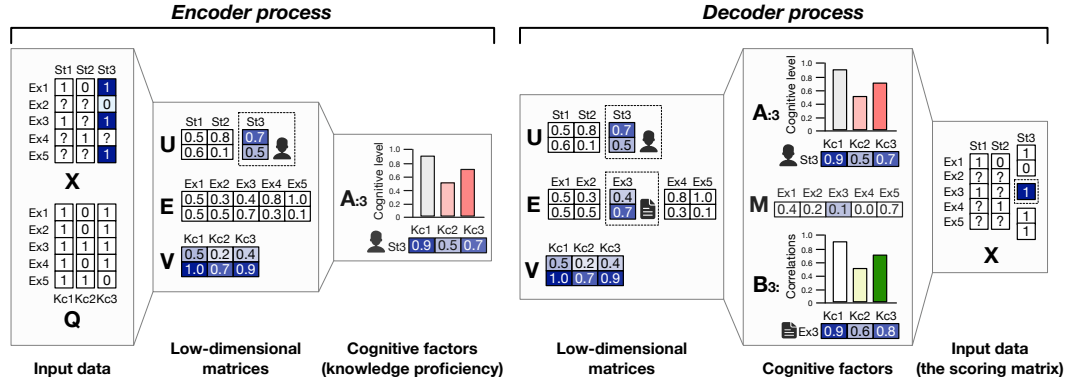 Encoder process
St1 St2 St3
Ex1 1 0 1
Ex2 ? ? 0
Ex3 1 ? 1
Ex4 ? 1 ?
Ex5 ? ? 1
X
Ex1 1 0 1
Ex2 1 0 1
Ex3 1 1 1
Ex4 1 0 1
Ex5 1 1 0
Kc1 Kc2 Kc3
Q
Input data
U
St1 St2 St3
0.5 0.8 0.7
0.6 0.1 0.5
E
Ex1 Ex2 Ex3 Ex4 Ex5
0.5 0.3 0.4 0.8 1.0
0.5 0.5 0.7 0.3 0.1
V
Kc1 Kc2 Kc3
0.5 0.2 0.4
1.0 0.7 0.9
Low-dimensional
matrices
A:3
Cognitive level
1.0
0.8
0.6
0.4
0.2
0
Kc1 Kc2 Kc3
St3 0.9 0.5 0.7
Cognitive factors
(knowledge proficiency)
Decoder process
U
St1 St2 St3
0.5 0.8 0.7
0.6 0.1 0.5
E
Ex1 Ex2 Ex3 Ex4 Ex5
0.5 0.3 0.4 0.8 1.0
0.5 0.5 0.7 0.3 0.1
V
Kc1 Kc2 Kc3
0.5 0.2 0.4
1.0 0.7 0.9
Low-dimensional
matrices
A:3
Cognitive level
1.0
0.8
0.6
0.4
0.2
0
Kc1 Kc2 Kc3
St3 0.9 0.5 0.7
M
Ex1 Ex2 Ex3 Ex4 Ex5
0.4 0.2 0.1 0.0 0.7
B3:
Correlations
1.0
0.8
0.6
0.4
0.2
0
Kc1 Kc2 Kc3
Ex3 0.9 0.6 0.8
Cognitive factors
St1 St2 St3
Ex1 1 0 1
Ex2 ? ? 0
Ex3 1 ? 1
Ex4 ? 1 1
Ex5 ? ? 1
X
Input data
(the scoring matrix)